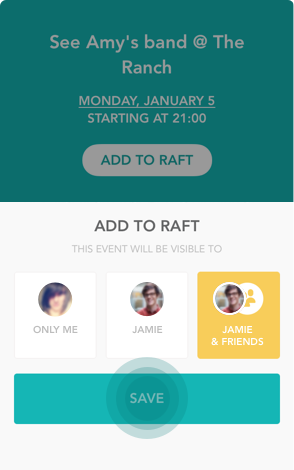 See Amy's band @ The
Ranch
MONDAY, JANUARY 5
STARTING AT 21:00
ADD TO RAFT
ADD TO RAFT
THIS EVENT WILL BE VISIBLE TO
ONLY ME
JAMIE
JAMIE
& FRIENDS
SAVE